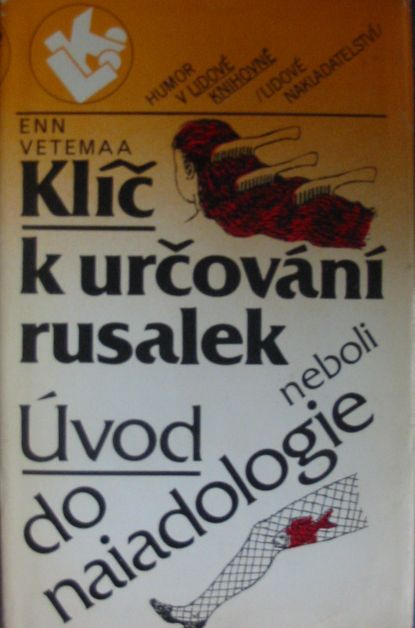 HUMOR
V LIDOVÉ
KNIHOVNĚ
/LIDOVÉ
NAKLADATELSTVÍ/
ENN
VETEMAA
Klíč
k určování
rusalek
neboli
Úvod
do
naiadologie